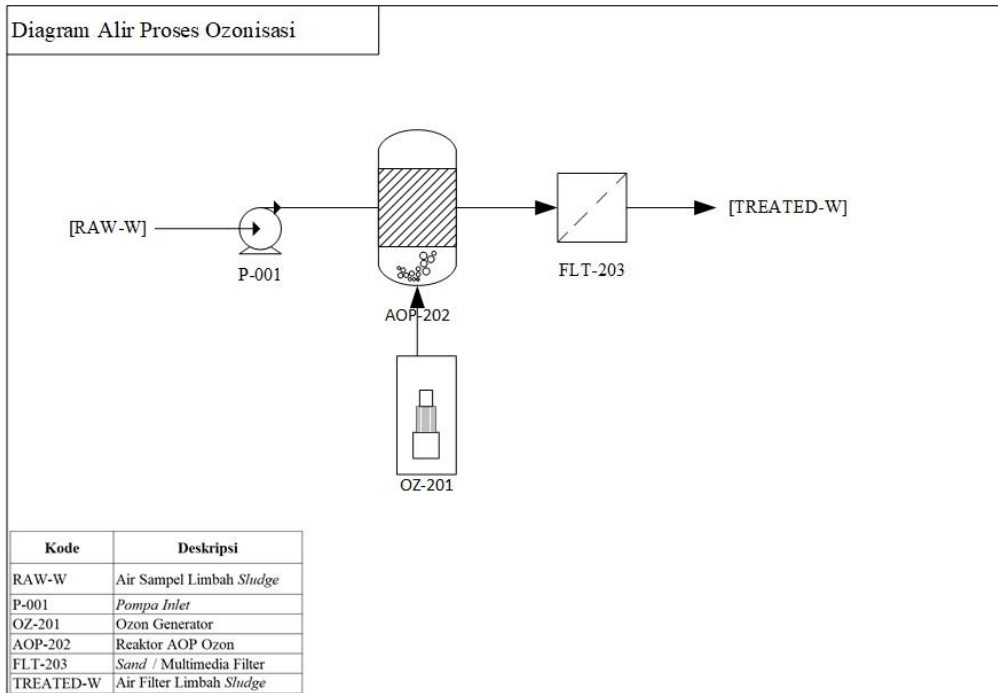 Diagram Alir Proses Ozonisasi
[RAW-W]
P-001
AOP-202
FLT-203
[TREATED-W]
OZ-201
Kode Deskripsi
RAW-W Air Sampel Limbah Sludge
P-001 Pompa Inlet
OZ-201 Ozon Generator
AOP-202 Reaktor AOP Ozon
FLT-203 Sand / Multimedia Filter
TREATED-W Air Filter Limbah Sludge